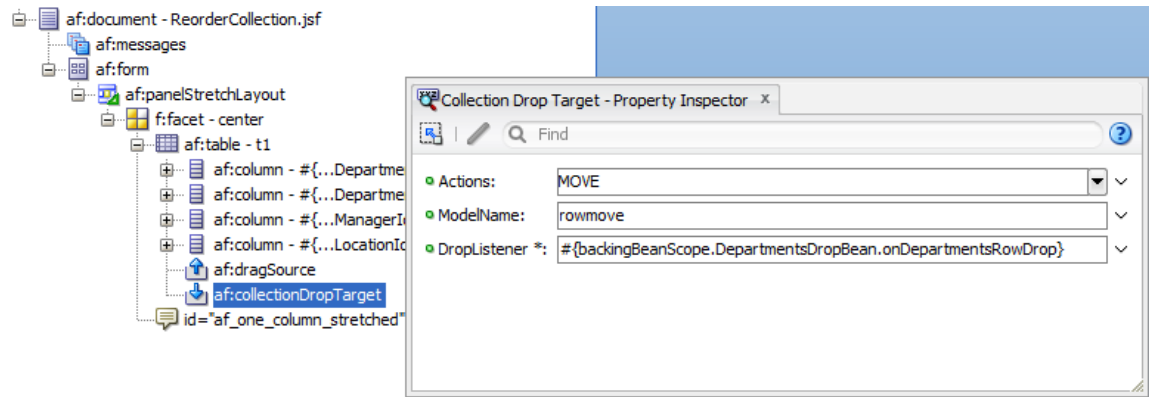 af:document - ReorderCollection.jsf
af:messages
af:form
af:panelStretchLayout
f:facet - center
af:table - t1
af:column - #{...Departme
af:column - #{...Departme
af:column - #{...ManagerI
af:column - #{...LocationI
af:dragSource
af:collectionDropTarget
id="af_one_column_stretched"
Collection Drop Target - Property Inspector x
Find
Actions: MOVE
ModelName: rowmove
DropListener *: #{backingBeanScope.DepartmentsDropBean.onDepartmentsRowDrop}